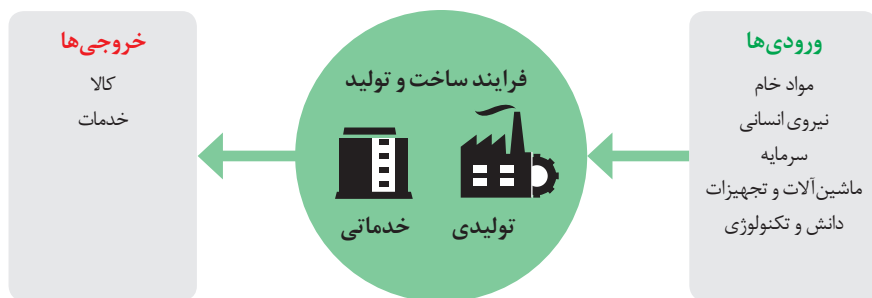 ورودی‌ها
مواد خام
نیروی انسانی
سرمایه
ماشین‌آلات و تجهیزات
دانش و تکنولوژی
فرایند ساخت و تولید
تولیدی
خدماتی
خروجی‌ها
کالا
خدمات